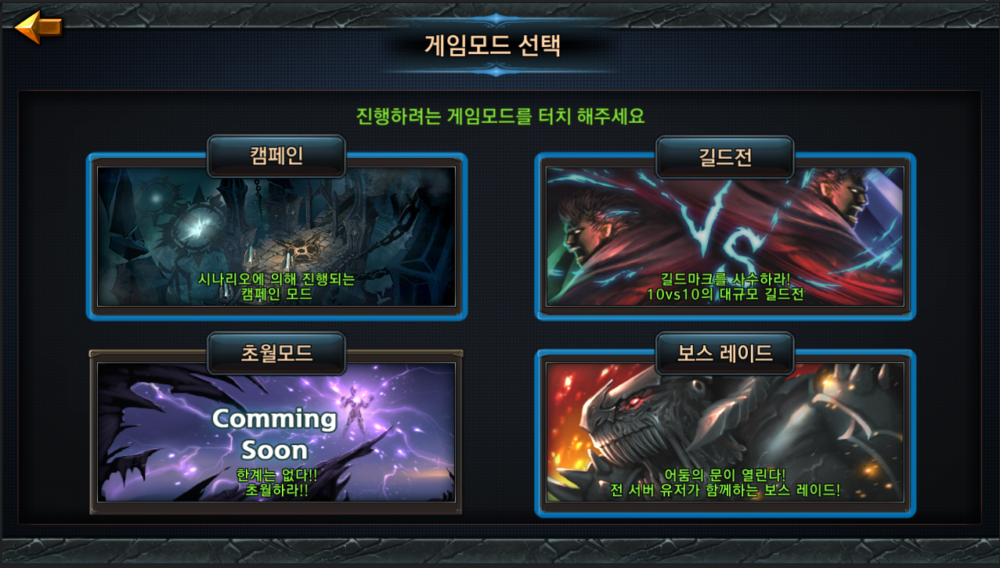 게임모드 선택
진행하려는 게임모드를 터치 해주세요
캠페인
시나리오에 의해 진행되는
캠페인 모드
길드전
VS
길드마크를 사수하라!
10vs10의 대규모 길드전
초월모드
Comming
Soon
한계는 없다!!
초월하라!!
보스 레이드
어둠의 문이 열린다!
전 서버 유저가 함께하는 보스 레이드!